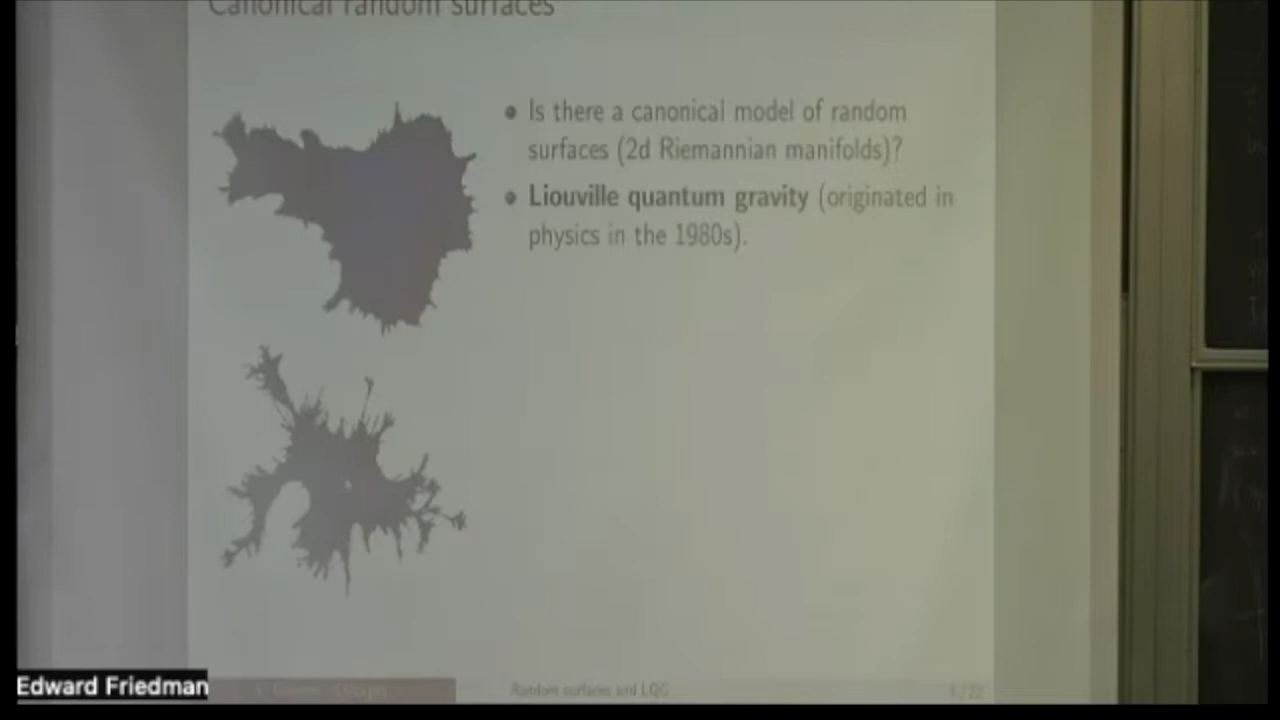 Canonical random surfaces
Is there a canonical model of random
surfaces (2d Riemannian manifolds)?
Liouville quantum gravity (originated in
physics in the 1980s).
Edward Friedman
Random surfaces and LQG